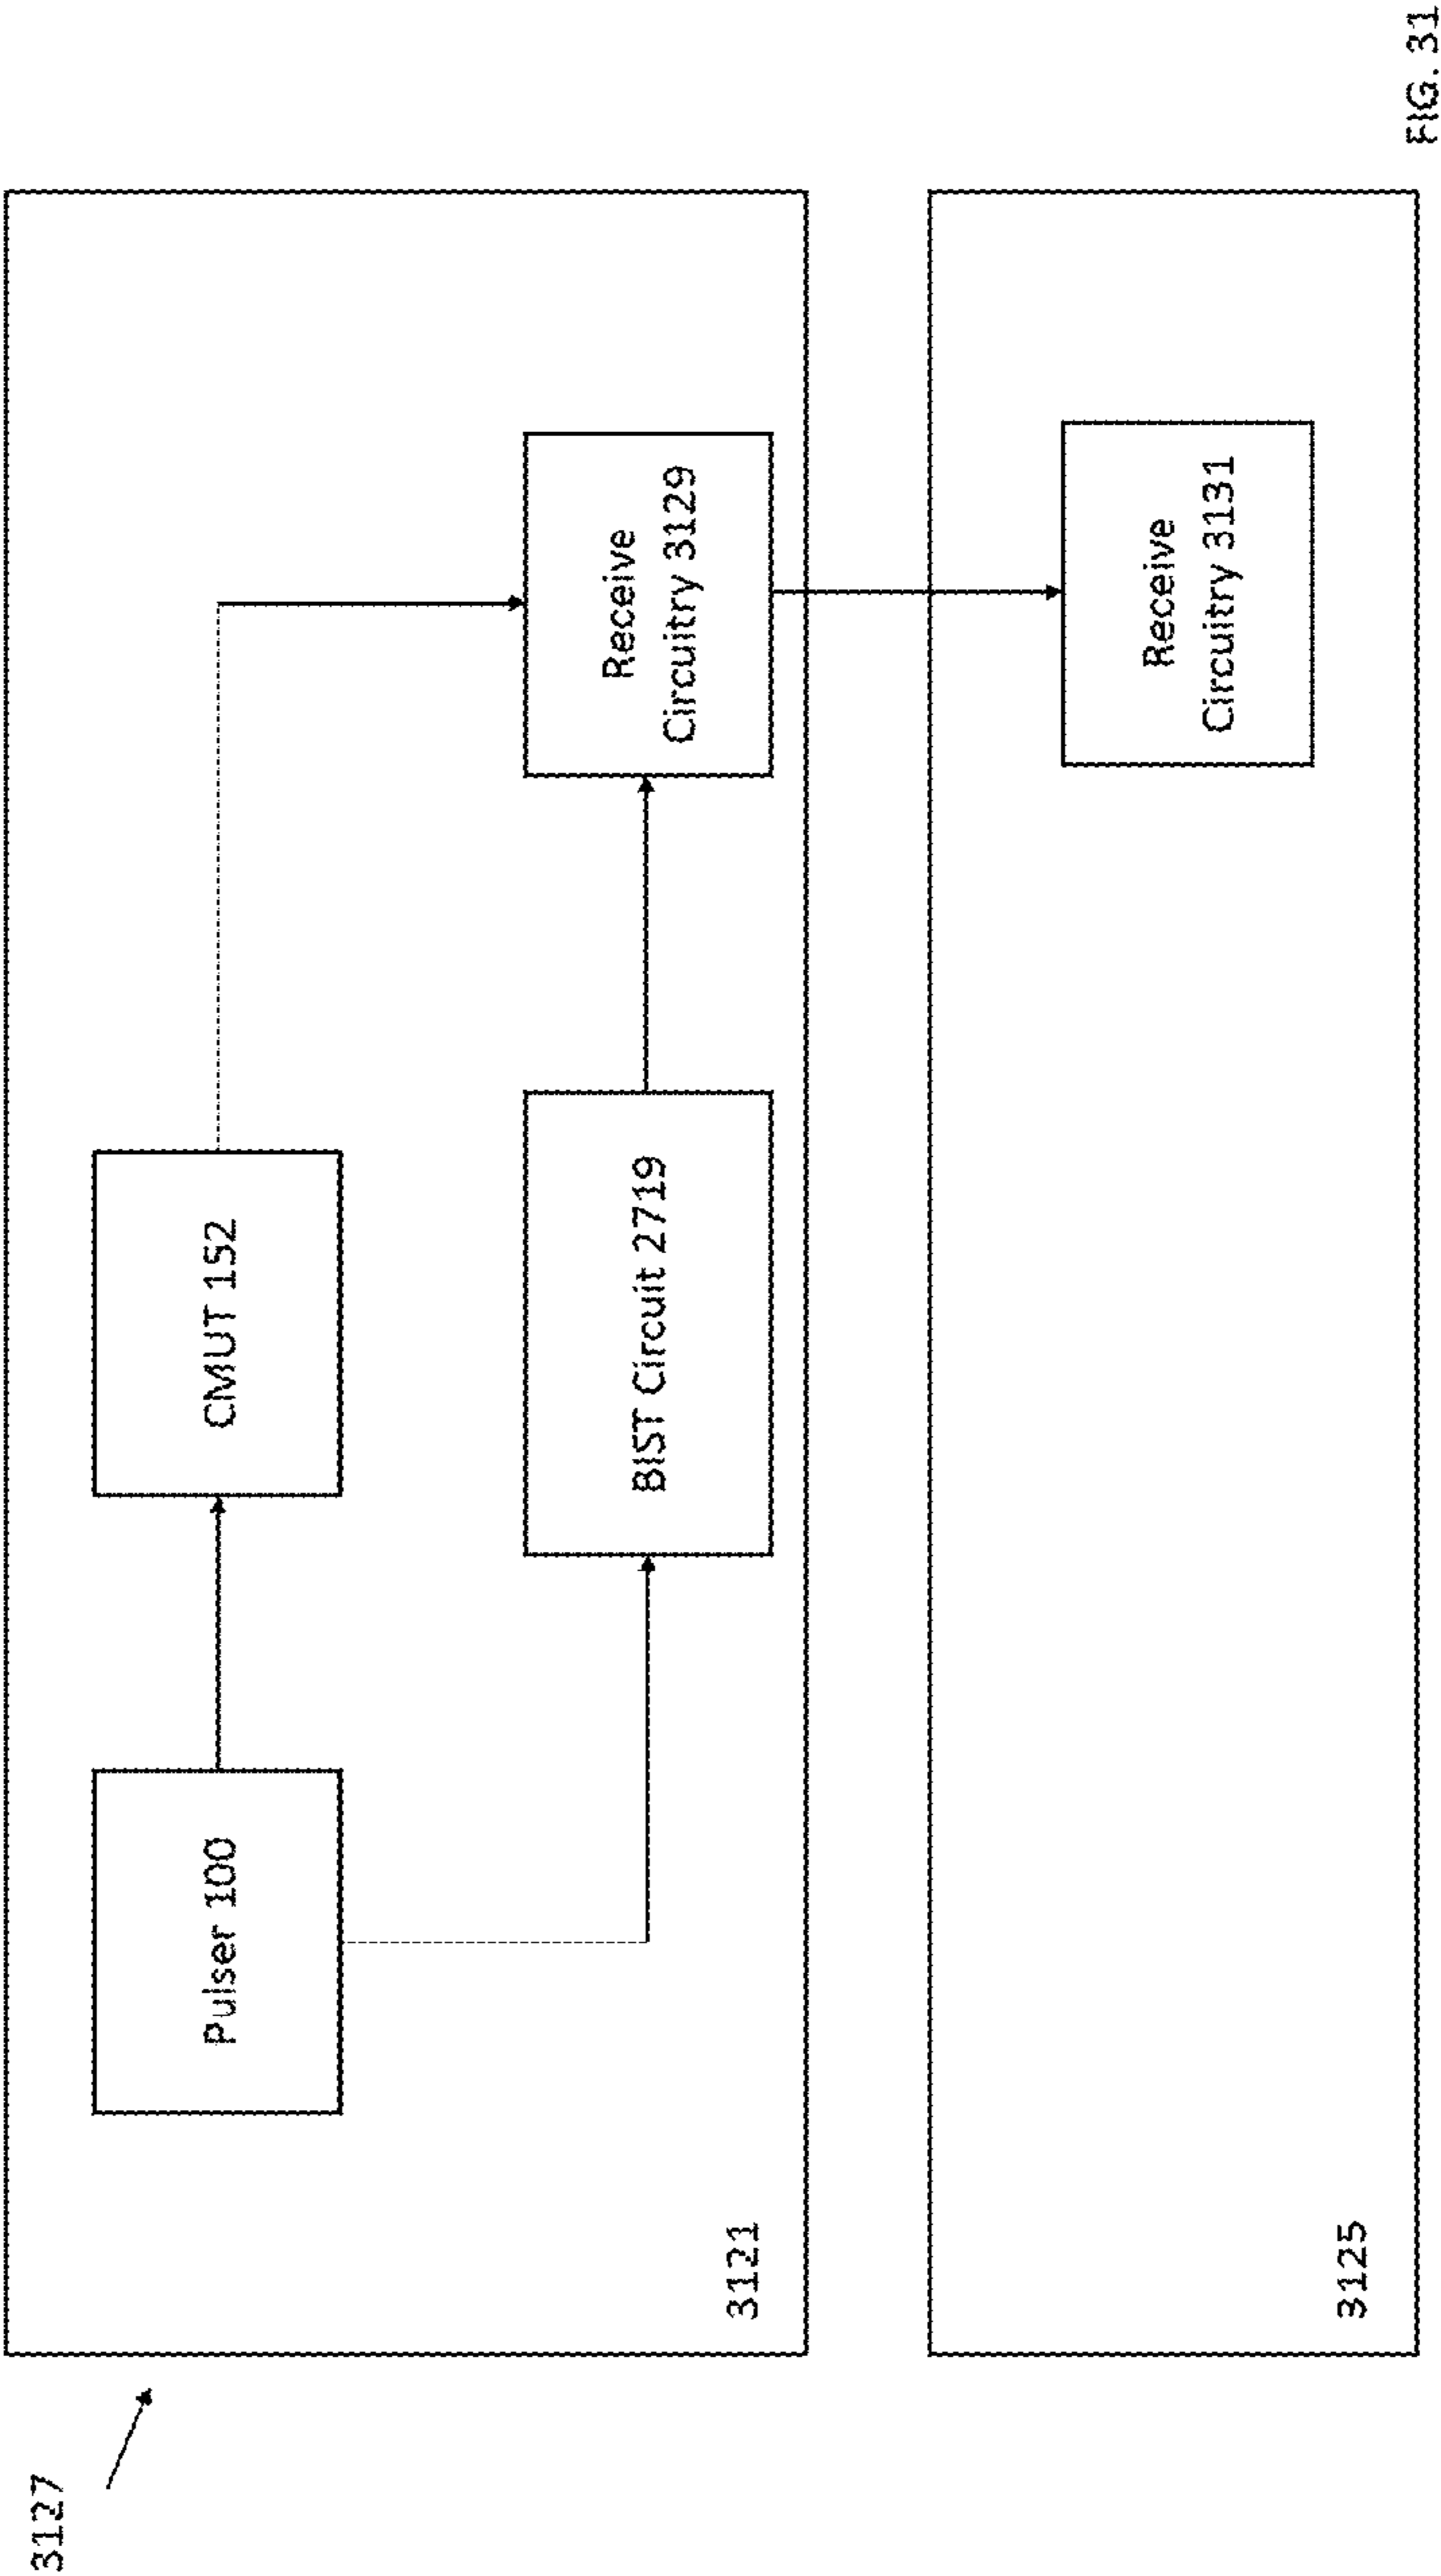 3127
Pulser 100
CMUT 152
BIST Circuit 2719
Receive
Circuitry 3129
3121
Receive
Circuitry 3131
3125
FIG. 31